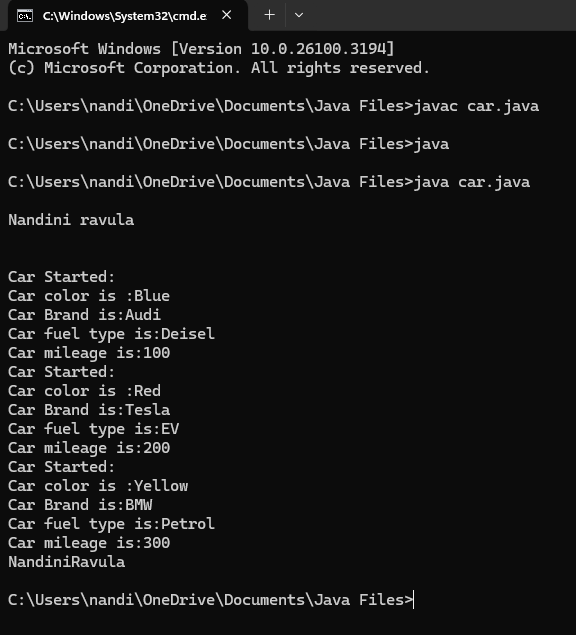 C:\Windows\System32\cmd.e
Microsoft Windows [Version 10.0.26100.3194]
(c) Microsoft Corporation. All rights reserved.
C:\Users\nandi\OneDrive\Documents\Java Files>javac car.java
C:\Users\nandi\OneDrive\Documents\Java Files>java
C:\Users\nandi\OneDrive\Documents\Java Files>java car.java
Nandini ravula
Car Started:
Car color is :Blue
Car Brand is:Audi
Car fuel type is:Deisel
Car mileage is:100
Car Started:
Car color is :Red
Car Brand is:Tesla
Car fuel type is:EV
Car mileage is:200
Car Started:
Car color is :Yellow
Car Brand is:BMW
Car fuel type is:Petrol
Car mileage is:300
NandiniRavula
C:\Users\nandi\OneDrive\Documents\Java Files>